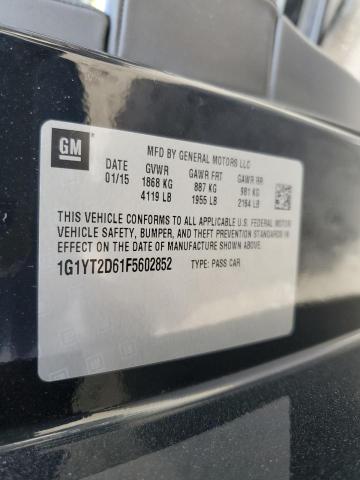 GM
MFD BY GENERAL MOTORS LLC
DATE GVWR GAWR FRT GAWR RR
01/15 1868 KG 887 KG 981 KG
4119 LB 1955 LB 2164 LB
THIS VEHICLE CONFORMS TO ALL APPLICABLE U.S. FEDERAL MOTOR
VEHICLE SAFETY, BUMPER, AND THEFT PREVENTION STANDARDS IN
EFFECT ON THE DATE OF MANUFACTURE SHOWN ABOVE.
1G1YT2D61F5602852 TYPE: PASS CAR